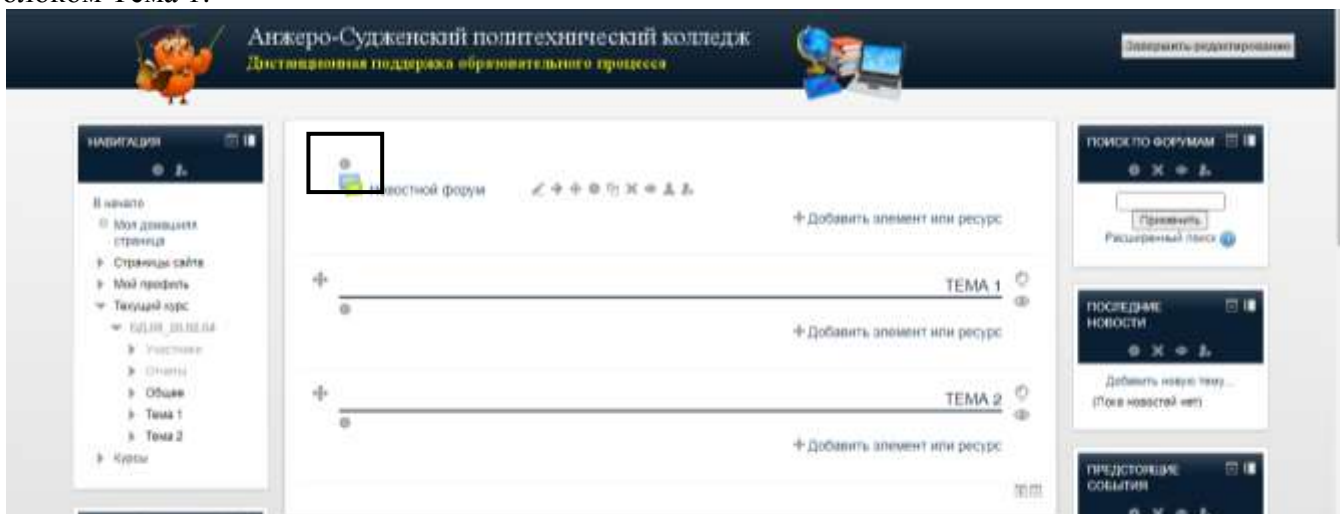 Анжеро-Судженский политехнический колледж
Дистанционная поддержка образовательного процесса
Завершить редактирование
НАВИГАЦИЯ
В начало
Моя домашняя
страница
Страницы сайта
Мой профиль
Текущий курс
Участники
Отчеты
Общее
Тема 1
Тема 2
Курсы
Новостной форум
Добавить элемент или ресурс
ТЕМА 1
Добавить элемент или ресурс
ТЕМА 2
Добавить элемент или ресурс
ПОИСК ПО ФОРУМАМ
Применить
Расширенный поиск
ПОСЛЕДНИЕ
НОВОСТИ
Добавить новую тему...
(Пока новостей нет)
ПРЕДСТОЯЩИЕ
СОБЫТИЯ